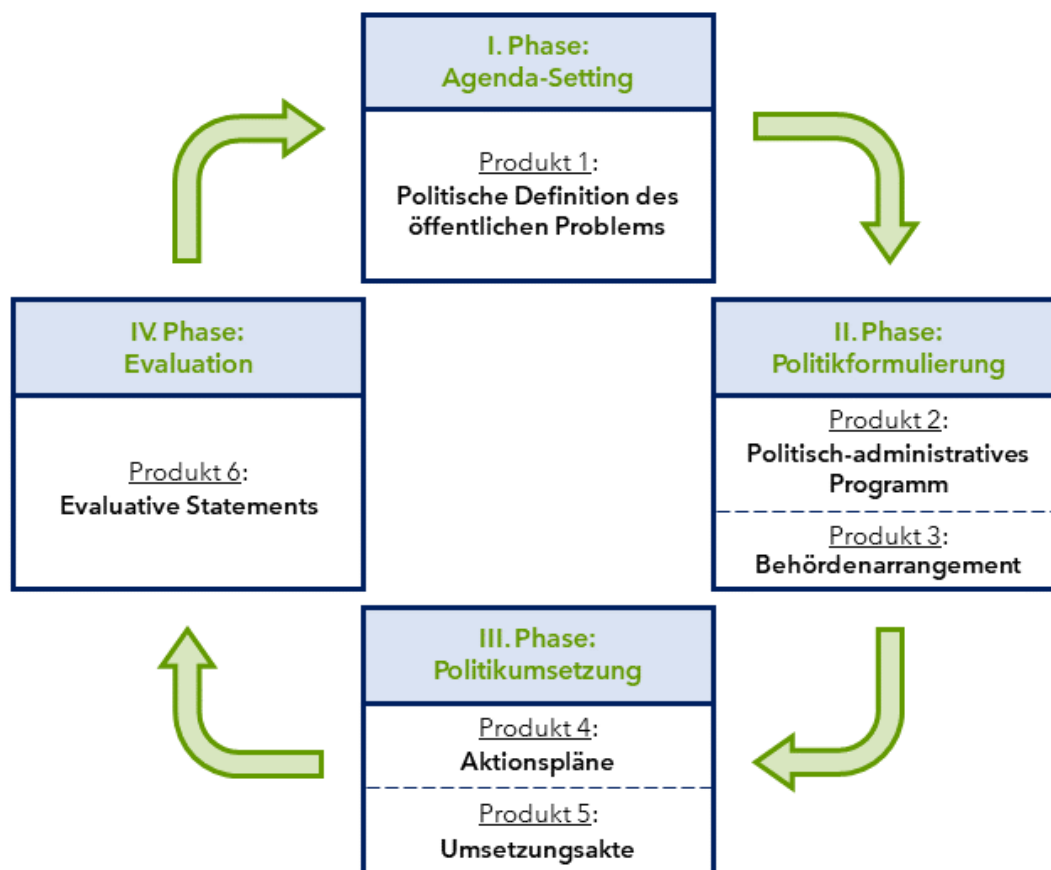 I. Phase:
Agenda-Setting
Produkt 1:
Politische Definition des
öffentlichen Problems
IV. Phase:
Evaluation
Produkt 6:
Evaluative Statements
II. Phase:
Politikformulierung
Produkt 2:
Politisch-administratives
Programm
Produkt 3:
Behördenarrangement
III. Phase:
Politikumsetzung
Produkt 4:
Aktionspläne
Produkt 5:
Umsetzungsakte